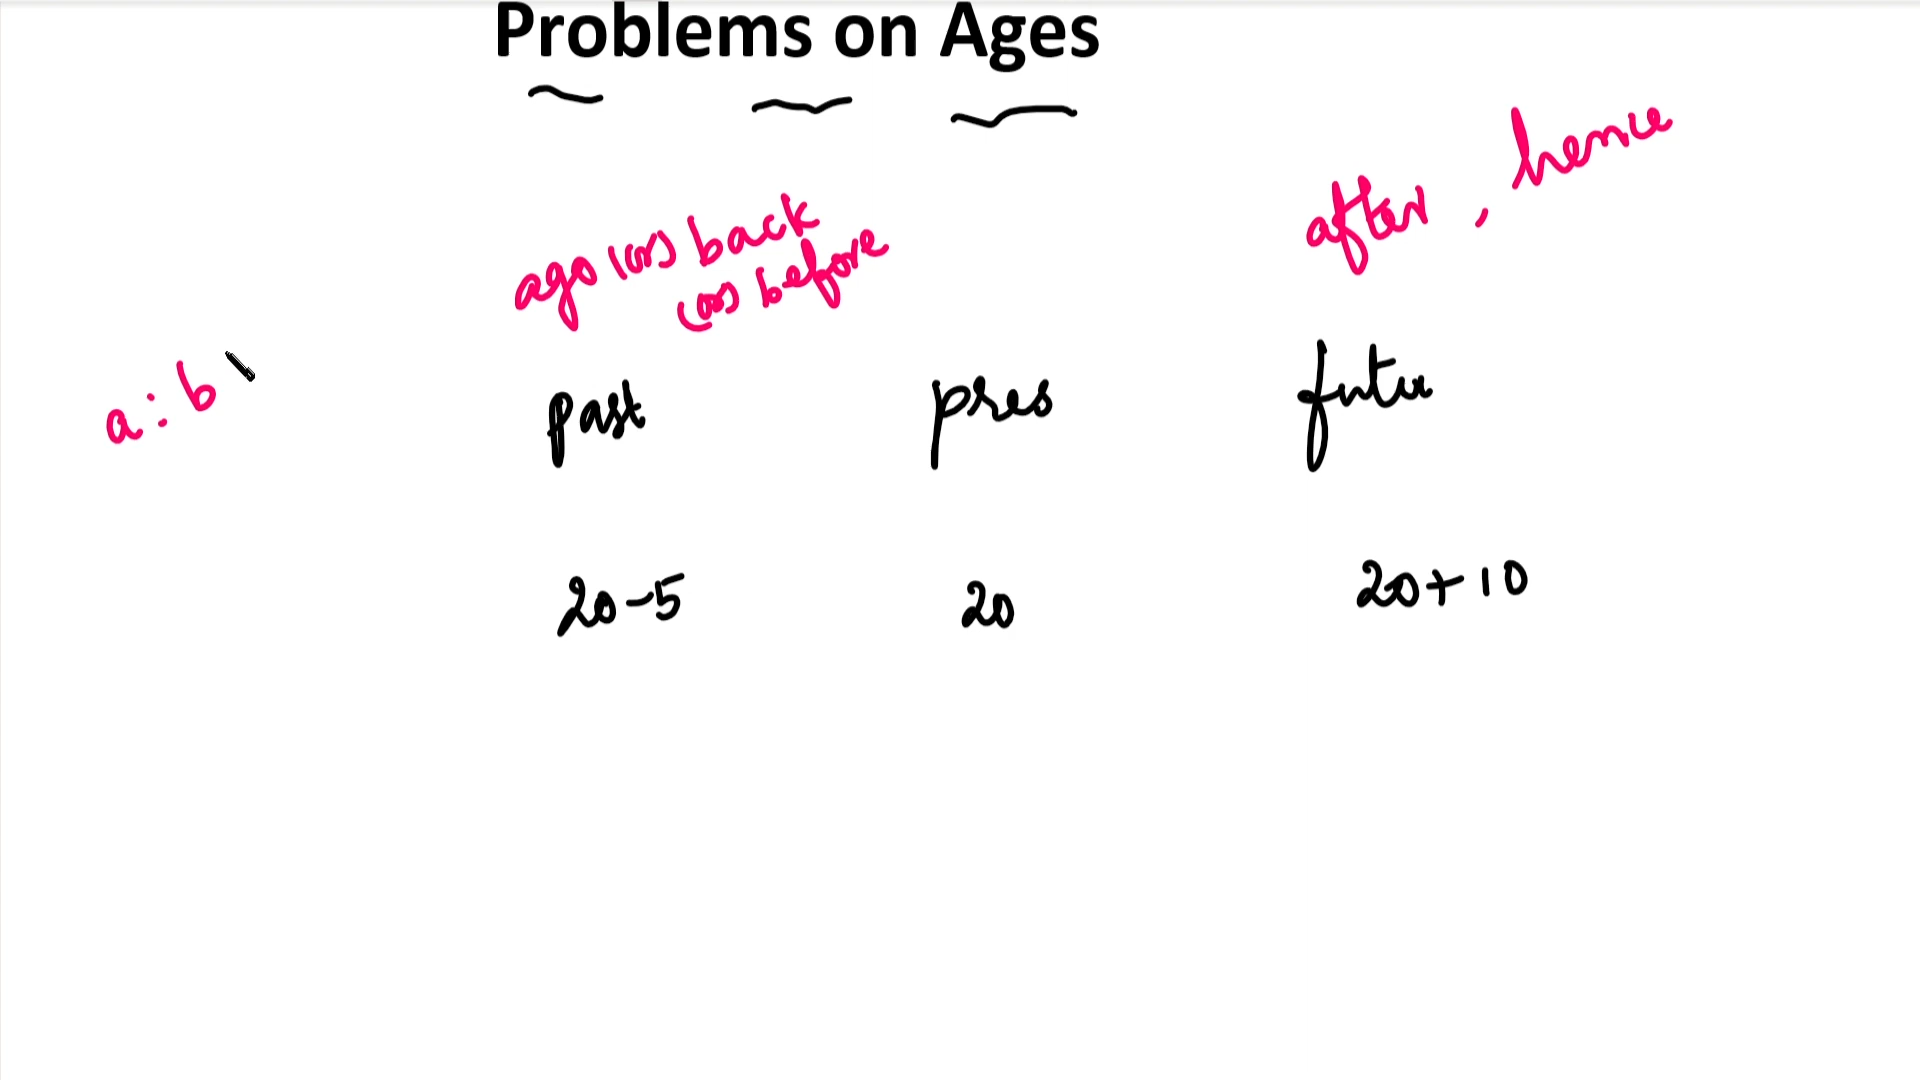 Problems on Ages
after, hence
ago (or) back
(or) before
a:b
past pres futu
20-5 20 20+10